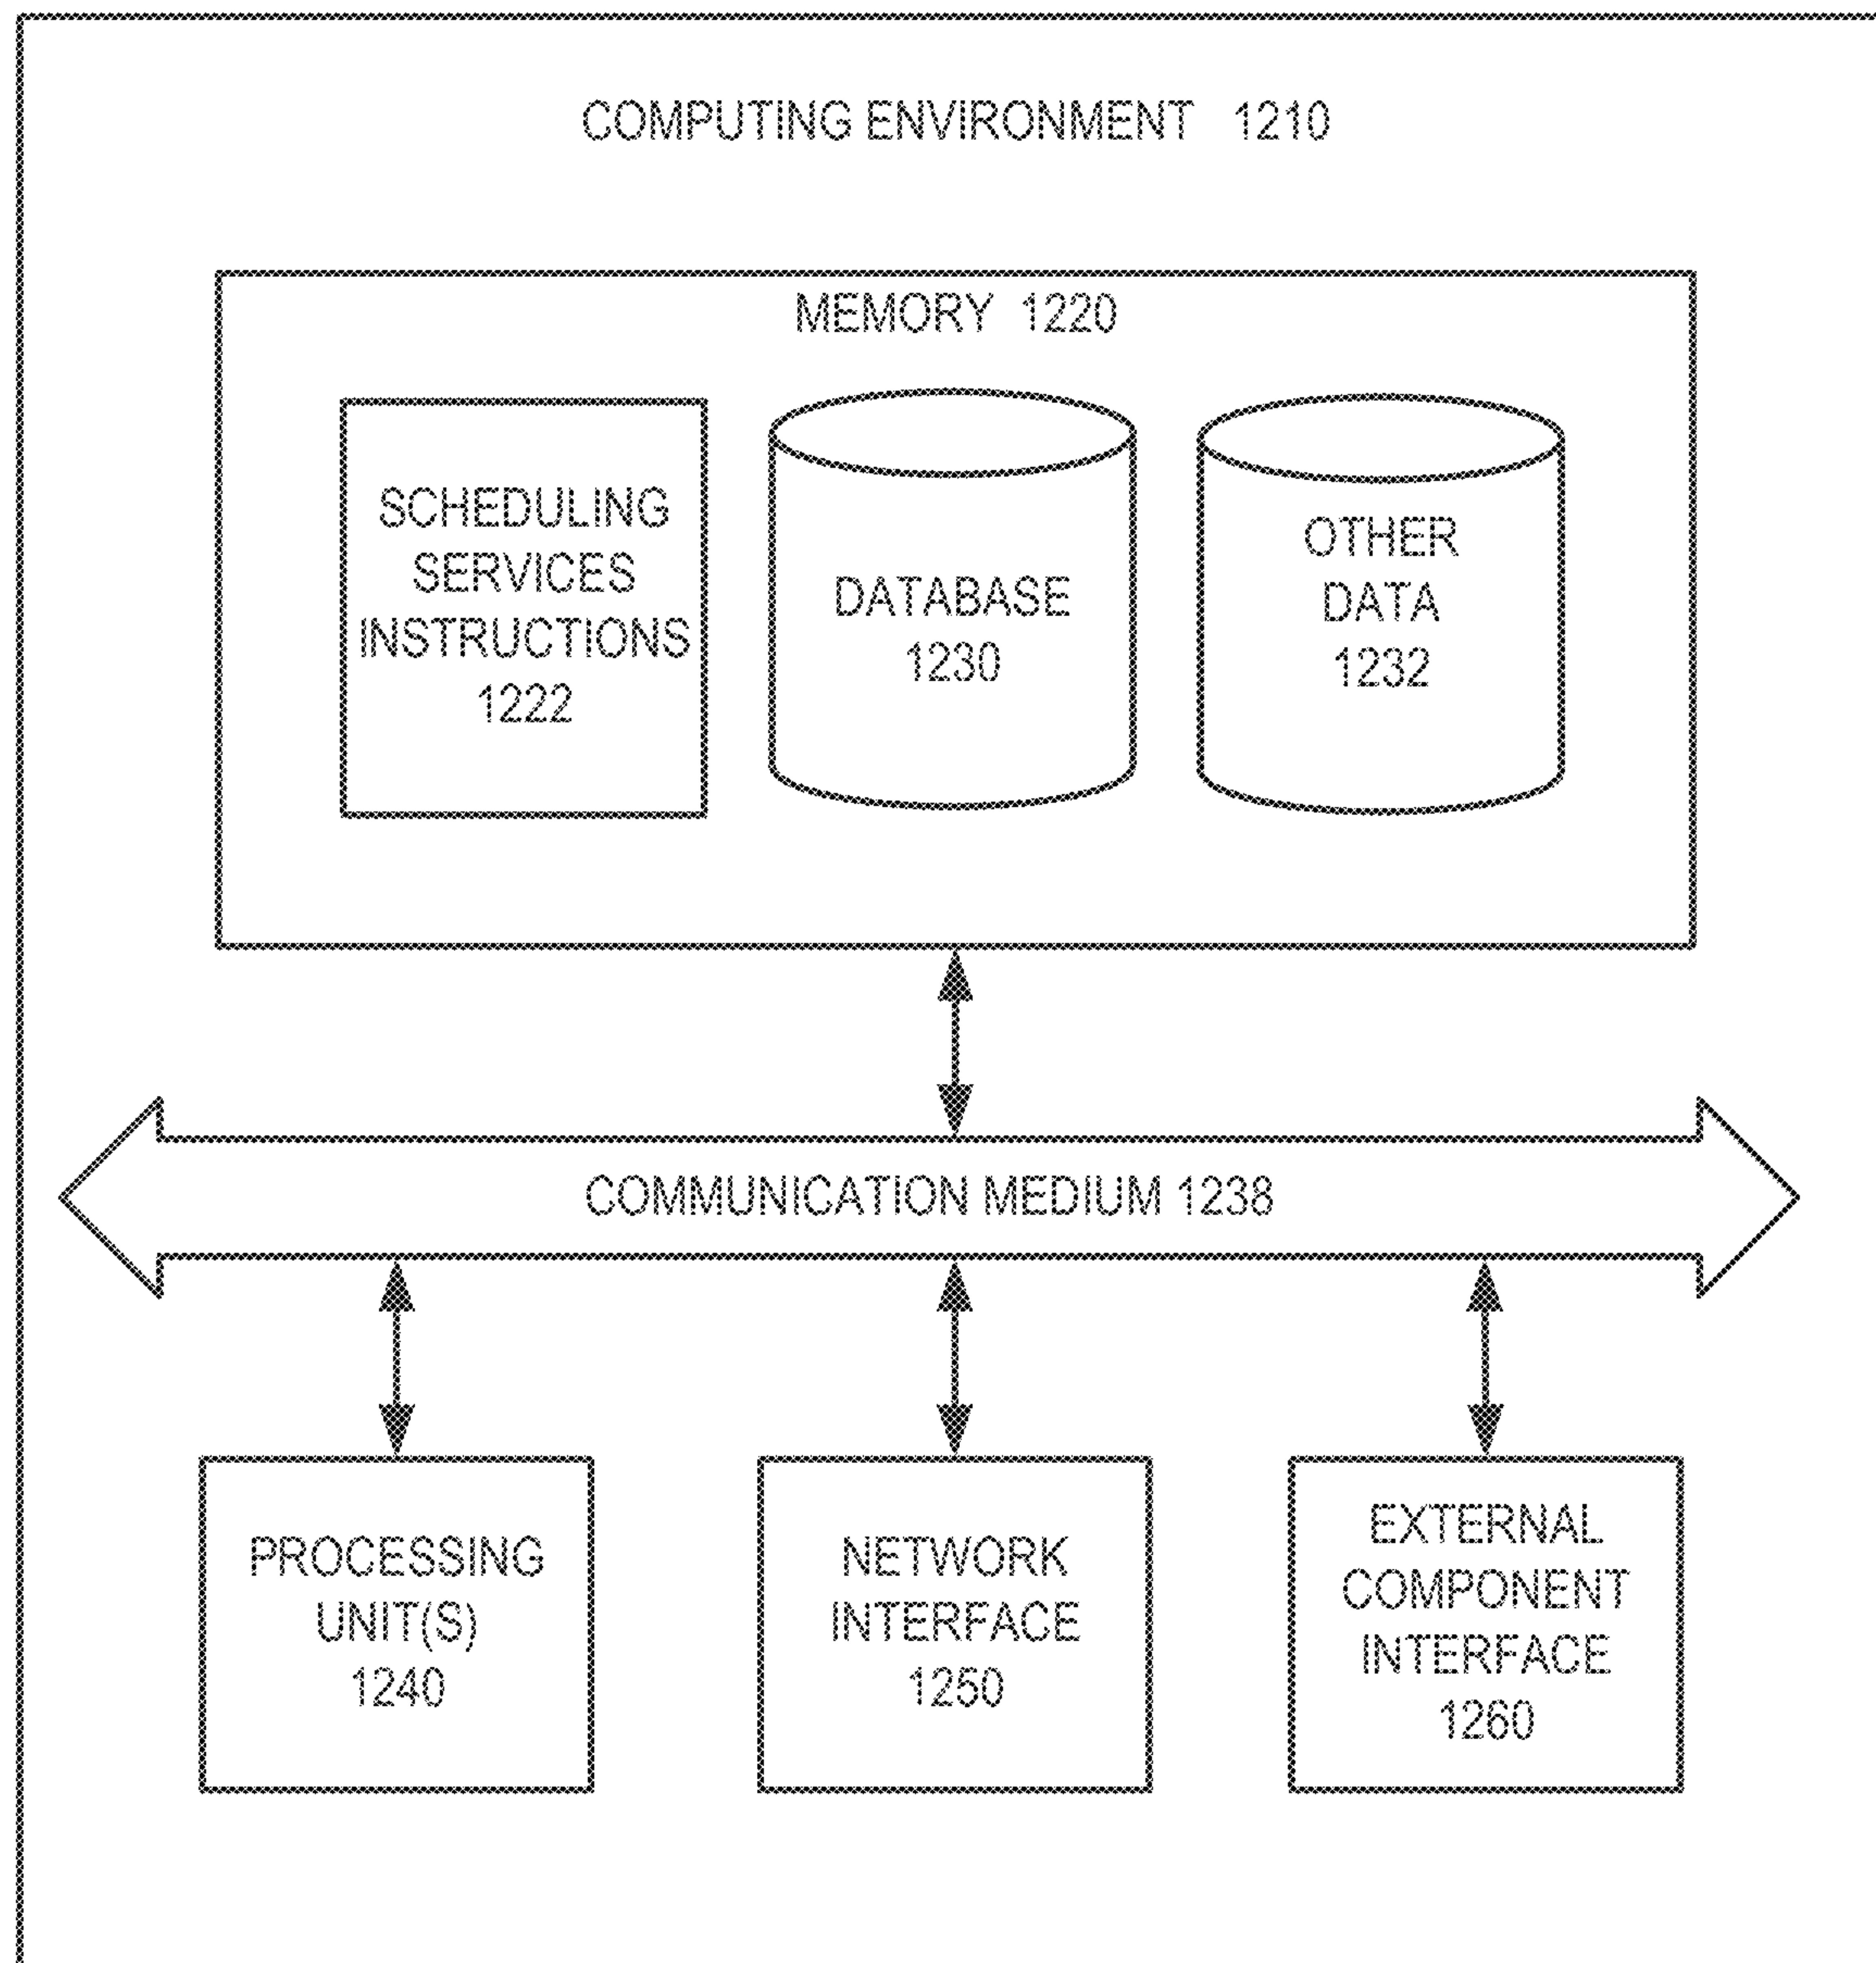 COMPUTING ENVIRONMENT 1210
MEMORY 1220
SCHEDULING
SERVICES
INSTRUCTIONS
1222
DATABASE
1230
OTHER
DATA
1232
COMMUNICATION MEDIUM 1238
PROCESSING
UNIT(S)
1240
NETWORK
INTERFACE
1250
EXTERNAL
COMPONENT
INTERFACE
1260